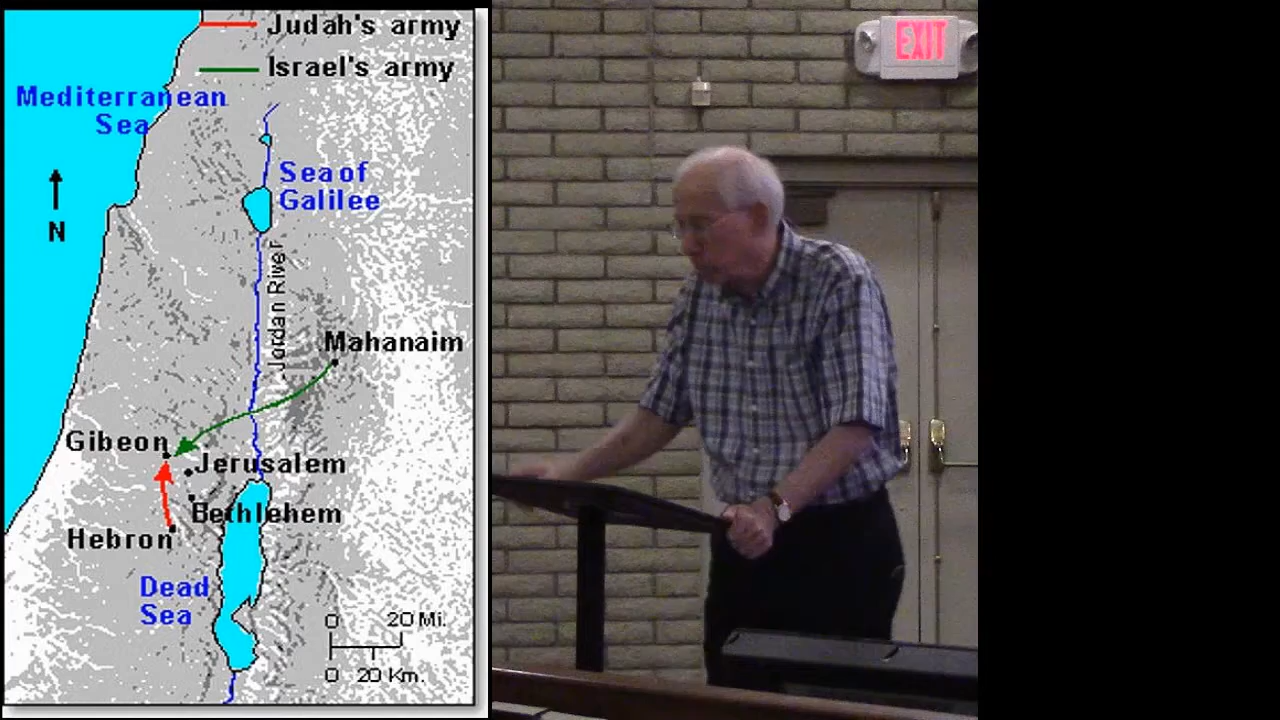 Judah's army
Israel's army
Mediterranean
Sea
N
Sea of
Galilee
Jordan River
Mahanaim
Gibeon
Jerusalem
Bethlehem
Hebron
Dead
Sea
0 20 Mi.
0 20 Km.
EXIT